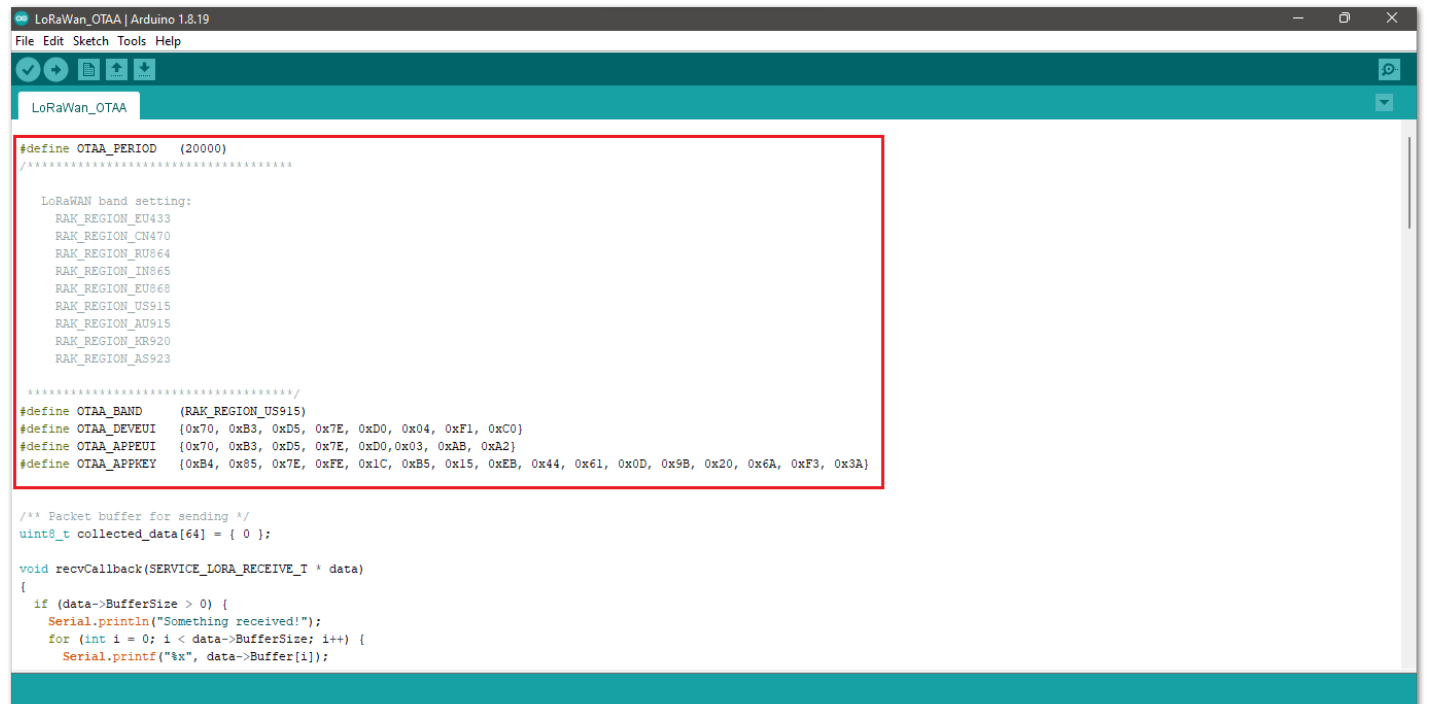 LoRaWan_OTAA | Arduino 1.8.19
File Edit Sketch Tools Help
LoRaWan_OTAA
#define OTAA_PERIOD   (20000)
/*************************************
LoRaWAN band setting:
RAK_REGION_EU433
RAK_REGION_CN470
RAK_REGION_RU864
RAK_REGION_IN865
RAK_REGION_EU868
RAK_REGION_US915
RAK_REGION_AU915
RAK_REGION_KR920
RAK_REGION_AS923
*************************************/
#define OTAA_BAND     (RAK_REGION_US915)
#define OTAA_DEVEUI   {0x70, 0xB3, 0xD5, 0x7E, 0xD0, 0x04, 0xF1, 0xC0}
#define OTAA_APPEUI   {0x70, 0xB3, 0xD5, 0x7E, 0xD0,0x03, 0xAB, 0xA2}
#define OTAA_APPKEY   {0xB4, 0x85, 0x7E, 0xFE, 0x1C, 0xB5, 0x15, 0xEB, 0x44, 0x61, 0x0D, 0x9B, 0x20, 0x6A, 0xF3, 0x3A}
/** Packet buffer for sending */
uint8_t collected_data[64] = { 0 };
void recvCallback(SERVICE_LORA_RECEIVE_T * data)
{
if (data->BufferSize > 0) {
Serial.println("Something received!");
for (int i = 0; i < data->BufferSize; i++) {
Serial.printf("%x", data->Buffer[i]);